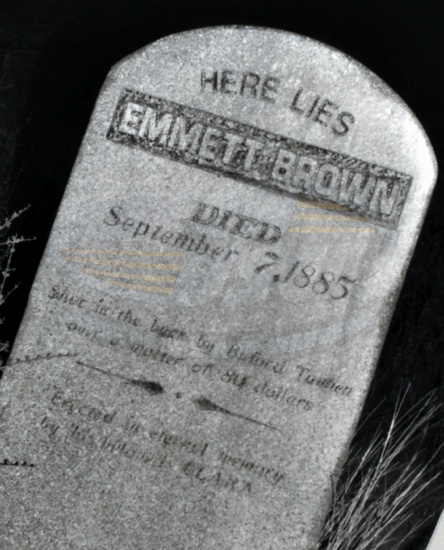 HERE LIES
EMMETT BROWN
DIED
September 7, 1885
Shot in the back by Buford Tannen
over a matter of 80 dollars
Erected in eternal memory
by his beloved CLARA